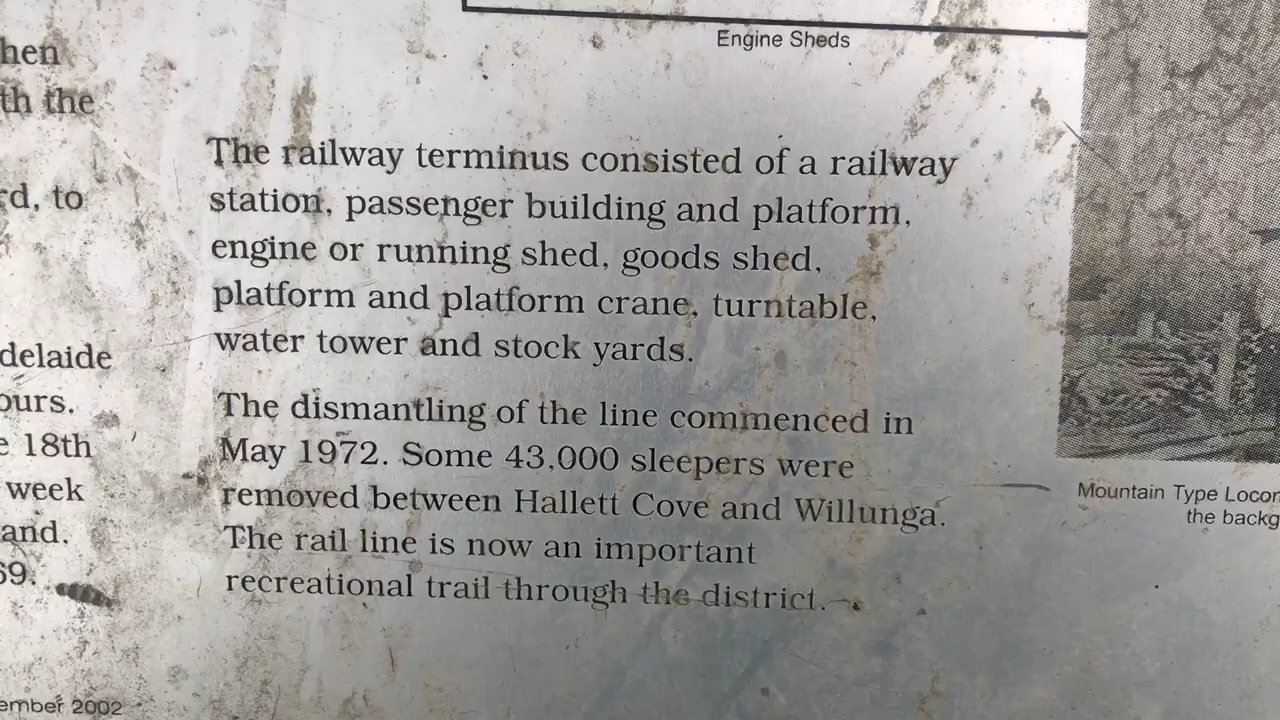 Engine Sheds
hen
th the
rd, to
delaide
ours.
e 18th
week
and.
69.
ember 2002
The railway terminus consisted of a railway
station, passenger building and platform,
engine or running shed, goods shed,
platform and platform crane, turntable,
water tower and stock yards.
The dismantling of the line commenced in
May 1972. Some 43,000 sleepers were
removed between Hallett Cove and Willunga.
The rail line is now an important
recreational trail through the district.
Mountain Type Locor
the backg